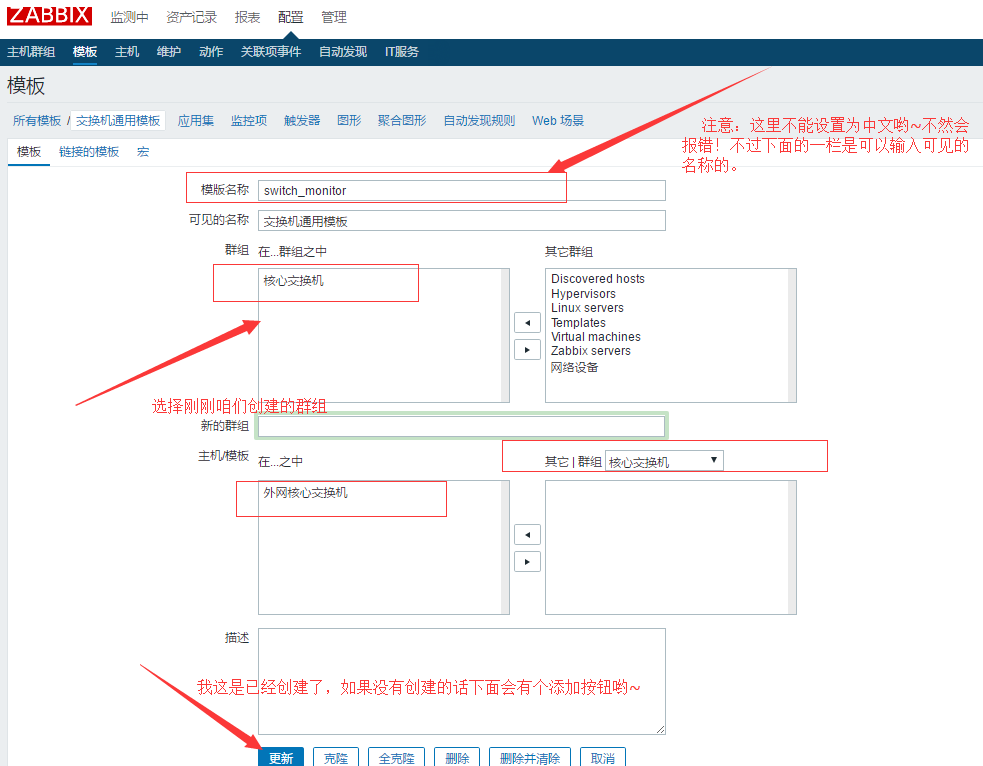 ZABBIX 监测中 资产记录 报表 配置 管理
主机群组 模板 主机 维护 动作 关联项事件 自动发现 IT服务
模板
所有模板 / 交换机通用模板 应用集 监控项 触发器 图形 聚合图形 自动发现规则 Web 场景
注意：这里不能设置为中文哟~不然会
报错！不过下面的一栏是可以输入可见的
名称的。
模板 链接的模板 宏
模版名称 switch_monitor
可见的名称 交换机通用模板
群组 在...群组之中 其它群组
核心交换机
Discovered hosts
Hypervisors
Linux servers
Templates
Virtual machines
Zabbix servers
网络设备
选择刚刚咱们创建的群组
新的群组
主机/模板 在...之中 其它 | 群组 核心交换机
外网核心交换机
描述
我这是已经创建了，如果没有创建的话下面会有个添加按钮哟~
更新 克隆 全克隆 删除 删除并清除 取消